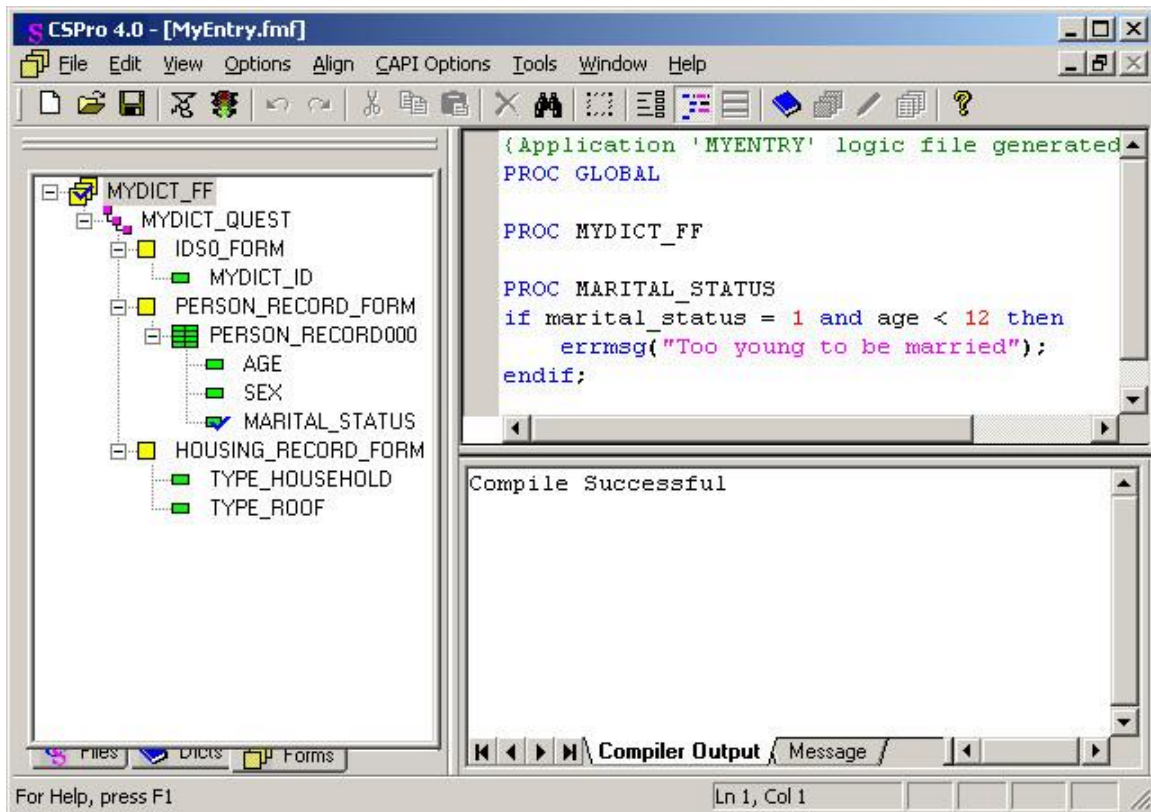 CSPro 4.0 - [MyEntry.fmf]
File Edit View Options Align CAPI Options Tools Window Help
MYDICT_FF
MYDICT_QUEST
IDS0_FORM
MYDICT_ID
PERSON_RECORD_FORM
PERSON_RECORD000
AGE
SEX
MARITAL_STATUS
HOUSING_RECORD_FORM
TYPE_HOUSEHOLD
TYPE_ROOF
Files Dicts Forms
{Application 'MYENTRY' logic file generated
PROC GLOBAL
PROC MYDICT_FF
PROC MARITAL_STATUS
if marital_status = 1 and age < 12 then
errmsg("Too young to be married");
endif;
Compile Successful
Compiler Output Message
For Help, press F1
Ln 1, Col 1